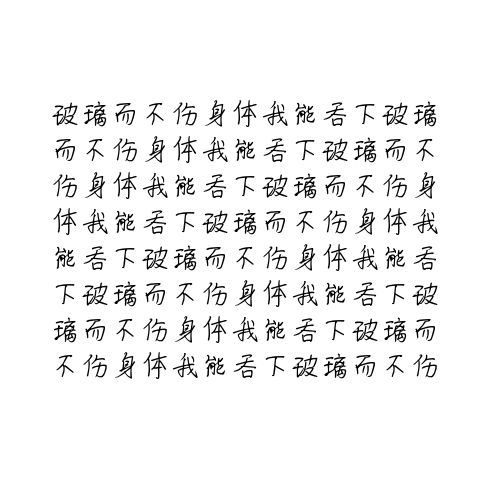 玻璃而不伤身体我能吞下玻璃
而不伤身体我能吞下玻璃而不
伤身体我能吞下玻璃而不伤身
体我能吞下玻璃而不伤身体我
能吞下玻璃而不伤身体我能吞
下玻璃而不伤身体我能吞下玻
璃而不伤身体我能吞下玻璃而
不伤身体我能吞下玻璃而不伤